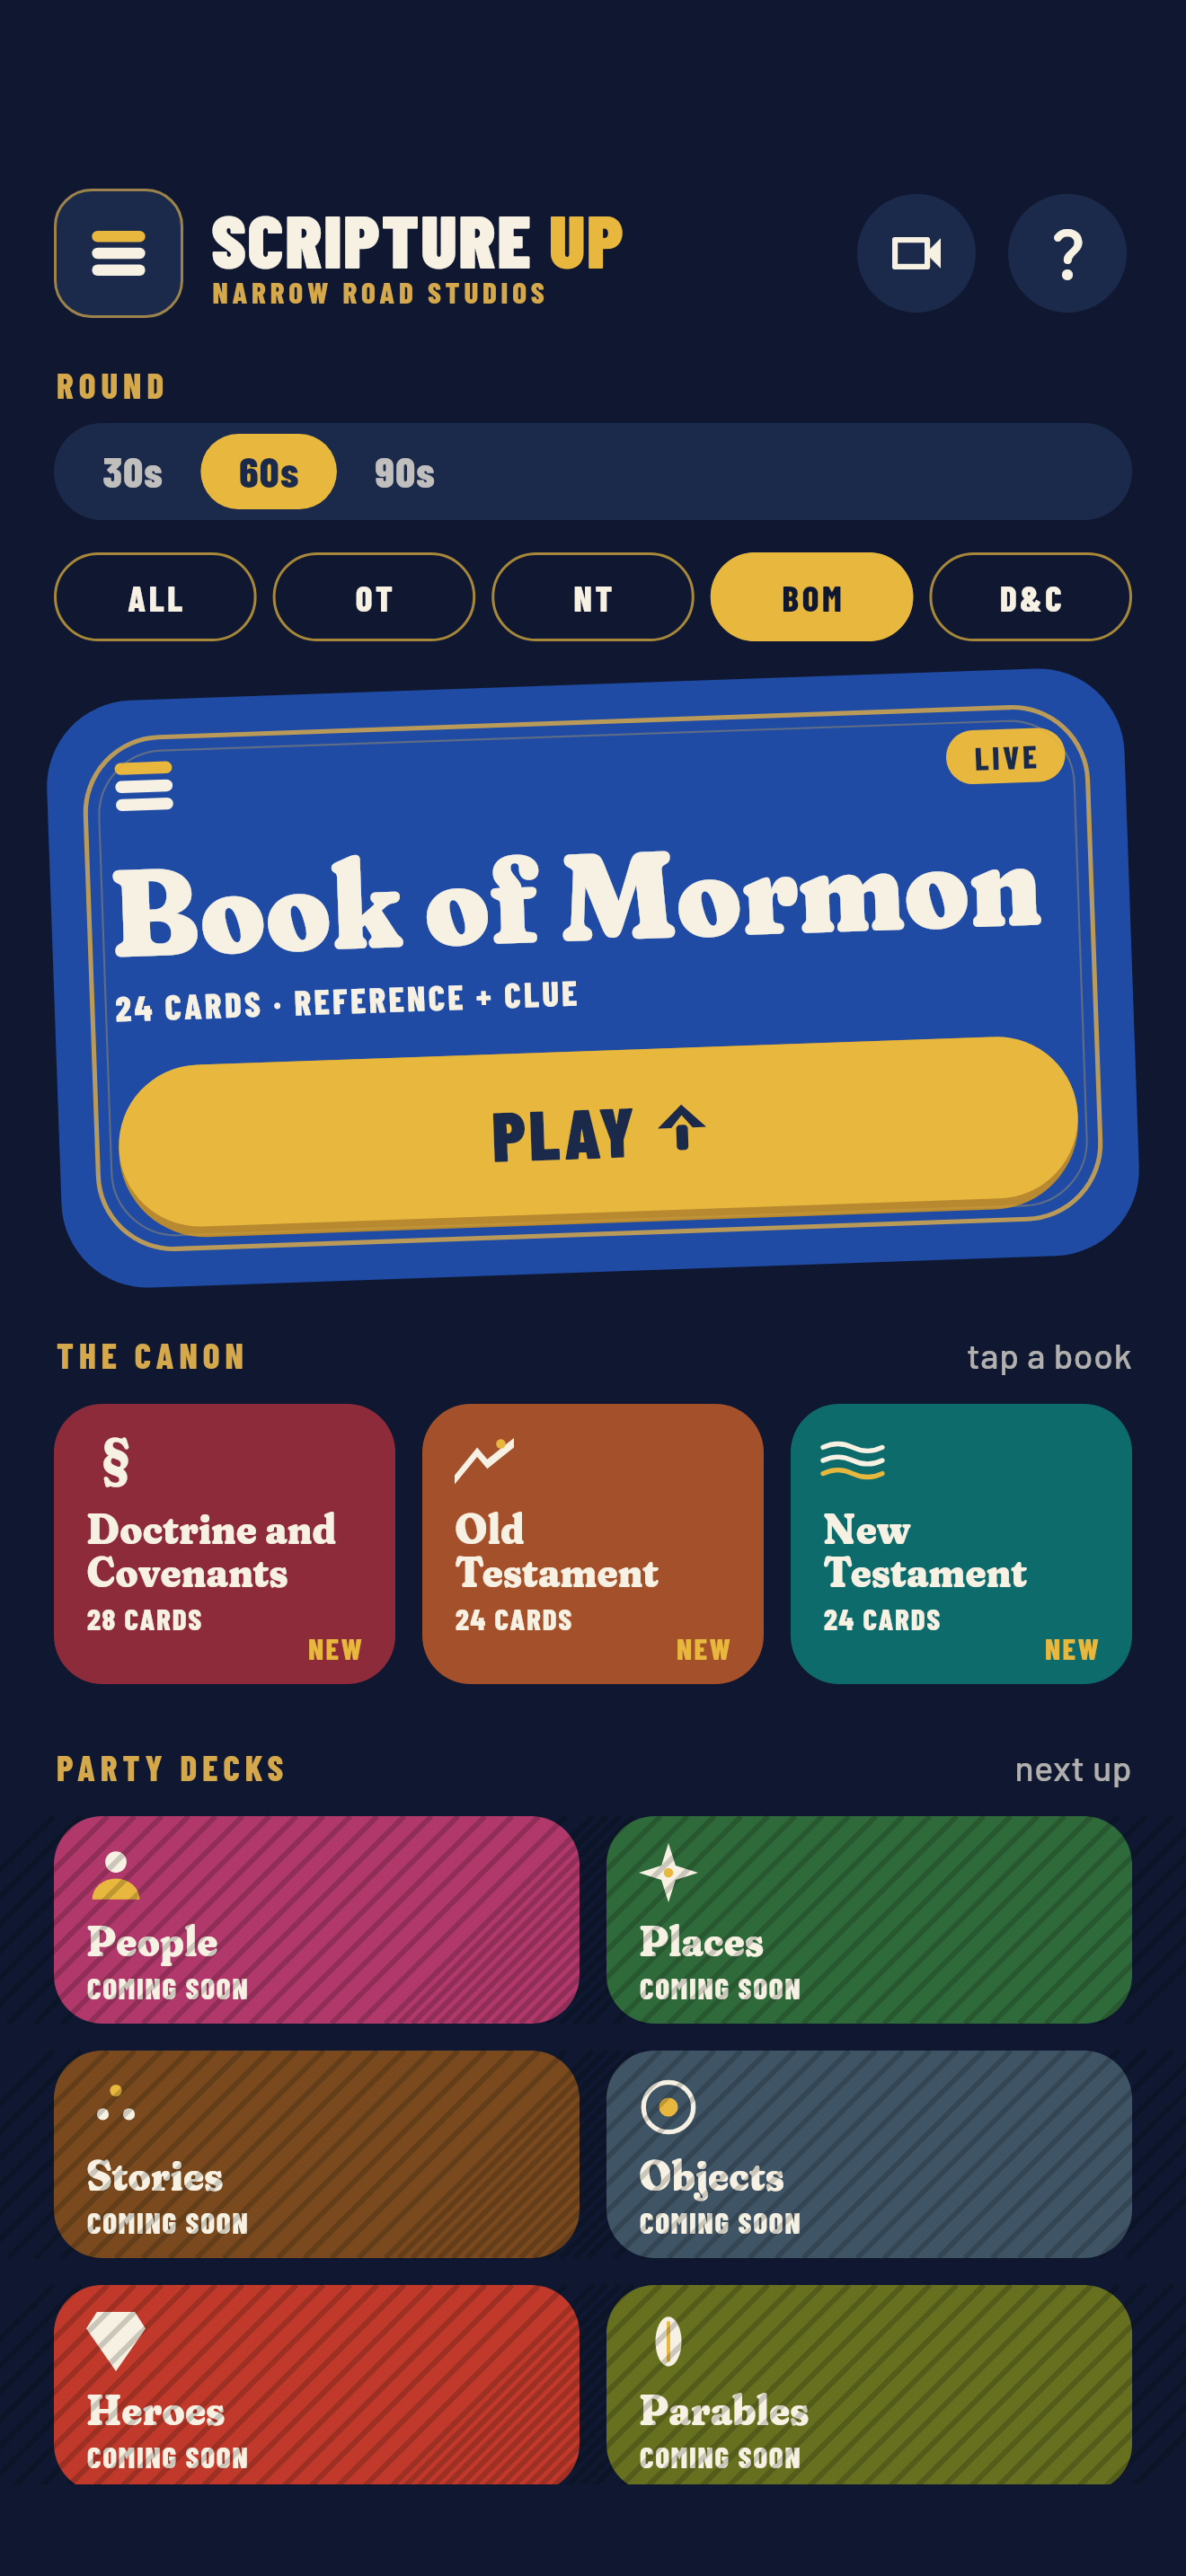 SCRIPTURE UP
NARROW ROAD STUDIOS
?
ROUND
30s 60s 90s
ALL OT NT BOM D&C
LIVE
Book of Mormon
24 CARDS · REFERENCE + CLUE
PLAY
THE CANON tap a book
§
Doctrine and
Covenants
28 CARDS
NEW
Old
Testament
24 CARDS
NEW
New
Testament
24 CARDS
NEW
PARTY DECKS next up
People
COMING SOON
Places
COMING SOON
Stories
COMING SOON
Objects
COMING SOON
Heroes
COMING SOON
Parables
COMING SOON